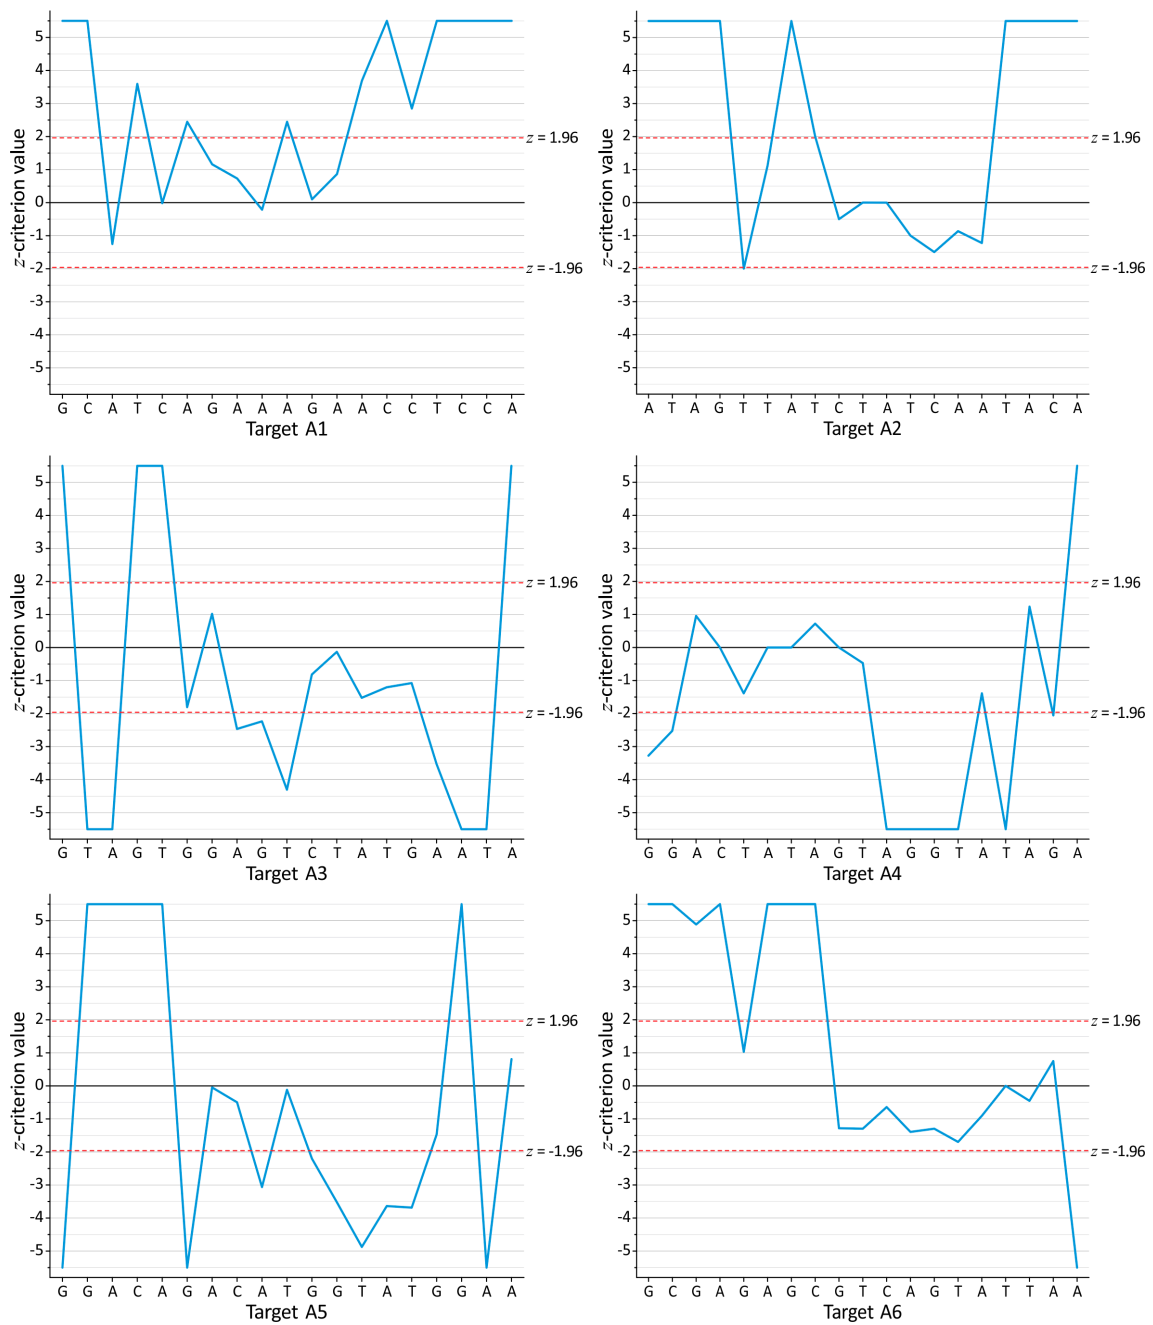 z-criterion value
5
4
3
2
1
0
-1
-2
-3
-4
-5
z = 1.96
z = -1.96
G C A T C A G A A A G A A C C T C C A
Target A1
z-criterion value
5
4
3
2
1
0
-1
-2
-3
-4
-5
z = 1.96
z = -1.96
A T A G T T A T C T A T C A A T A C A
Target A2
z-criterion value
5
4
3
2
1
0
-1
-2
-3
-4
-5
z = 1.96
z = -1.96
G T A G T G G A G T C T A T G A A T A
Target A3
z-criterion value
5
4
3
2
1
0
-1
-2
-3
-4
-5
z = 1.96
z = -1.96
G G A C T A T A G T A G G T A T A G A
Target A4
z-criterion value
5
4
3
2
1
0
-1
-2
-3
-4
-5
z = 1.96
z = -1.96
G G A C A G A C A T G G T A T G G A A
Target A5
z-criterion value
5
4
3
2
1
0
-1
-2
-3
-4
-5
z = 1.96
z = -1.96
G C G A G A G C G T C A G T A T T A A
Target A6